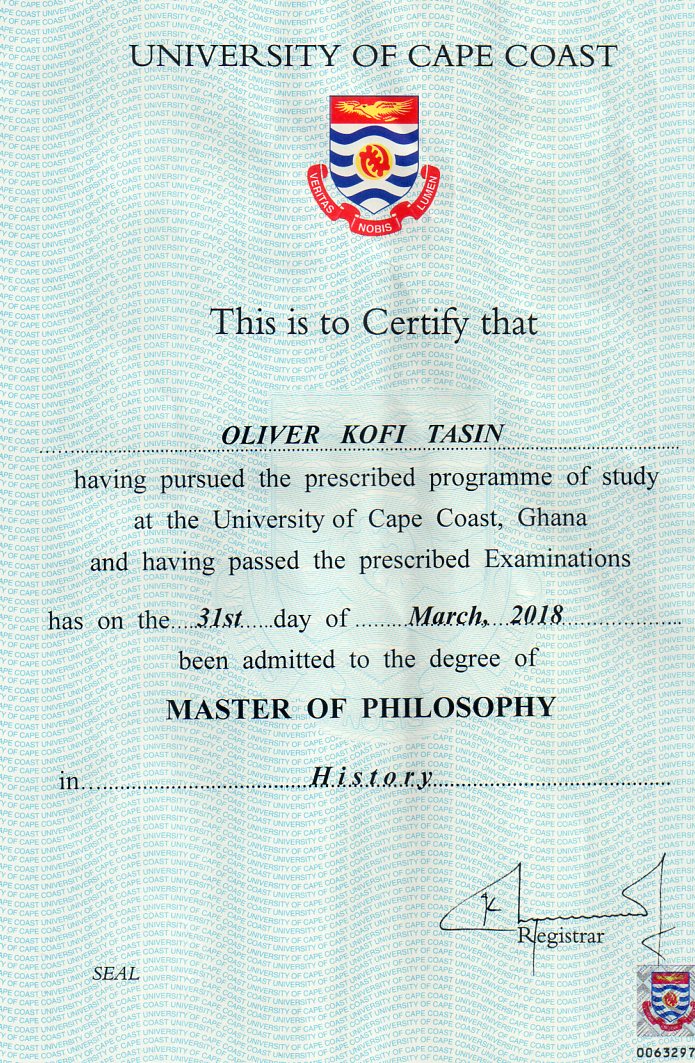 UNIVERSITY OF CAPE COAST
VERITAS NOBIS LUMEN
This is to Certify that
OLIVER KOFI TASIN
having pursued the prescribed programme of study
at the University of Cape Coast, Ghana
and having passed the prescribed Examinations
has on the 31st day of March, 2018
been admitted to the degree of
MASTER OF PHILOSOPHY
in History
Registrar
SEAL
0063297